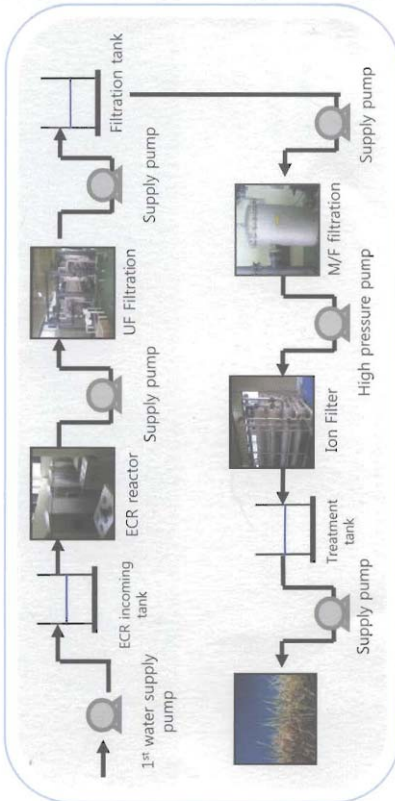 1st water supply
pump
ECR incoming
tank
ECR reactor
Supply pump
UF Filtration
Supply pump
Filtration tank
Supply pump
M/F filtration
High pressure pump
Ion Filter
Treatment
tank
Supply pump